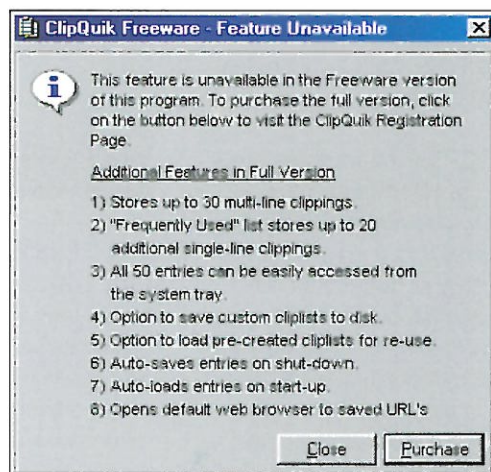 ClipQuik Freeware - Feature Unavailable
This feature is unavailable in the Freeware version
of this program. To purchase the full version, click
on the button below to visit the ClipQuik Registration
Page.
Additional Features in Full Version
1) Stores up to 30 multi-line clippings.
2) "Frequently Used" list stores up to 20
additional single-line clippings.
3) All 50 entries can be easily accessed from
the system tray.
4) Option to save custom cliplists to disk.
5) Option to load pre-created cliplists for re-use.
6) Auto-saves entries on shut-down.
7) Auto-loads entries on start-up.
8) Opens default web browser to saved URL's
Close
Purchase